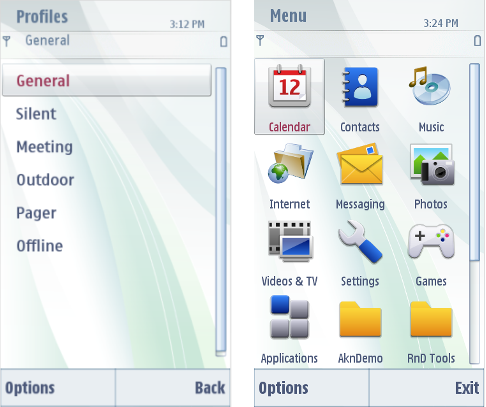 Profiles
3:12 PM
General
General
Silent
Meeting
Outdoor
Pager
Offline
Options Back
Menu
3:24 PM
12
Calendar Contacts Music
Internet Messaging Photos
Videos & TV Settings Games
Applications AknDemo RnD Tools
Options Exit